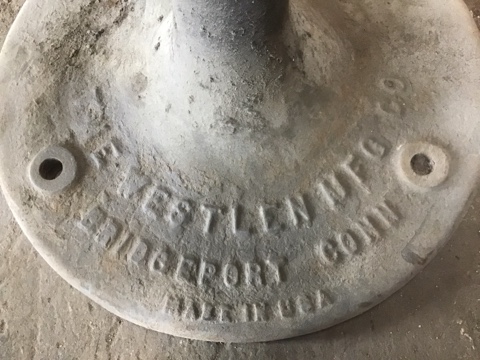 E WESTLEN MFG CO
BRIDGEPORT CONN
MADE IN USA